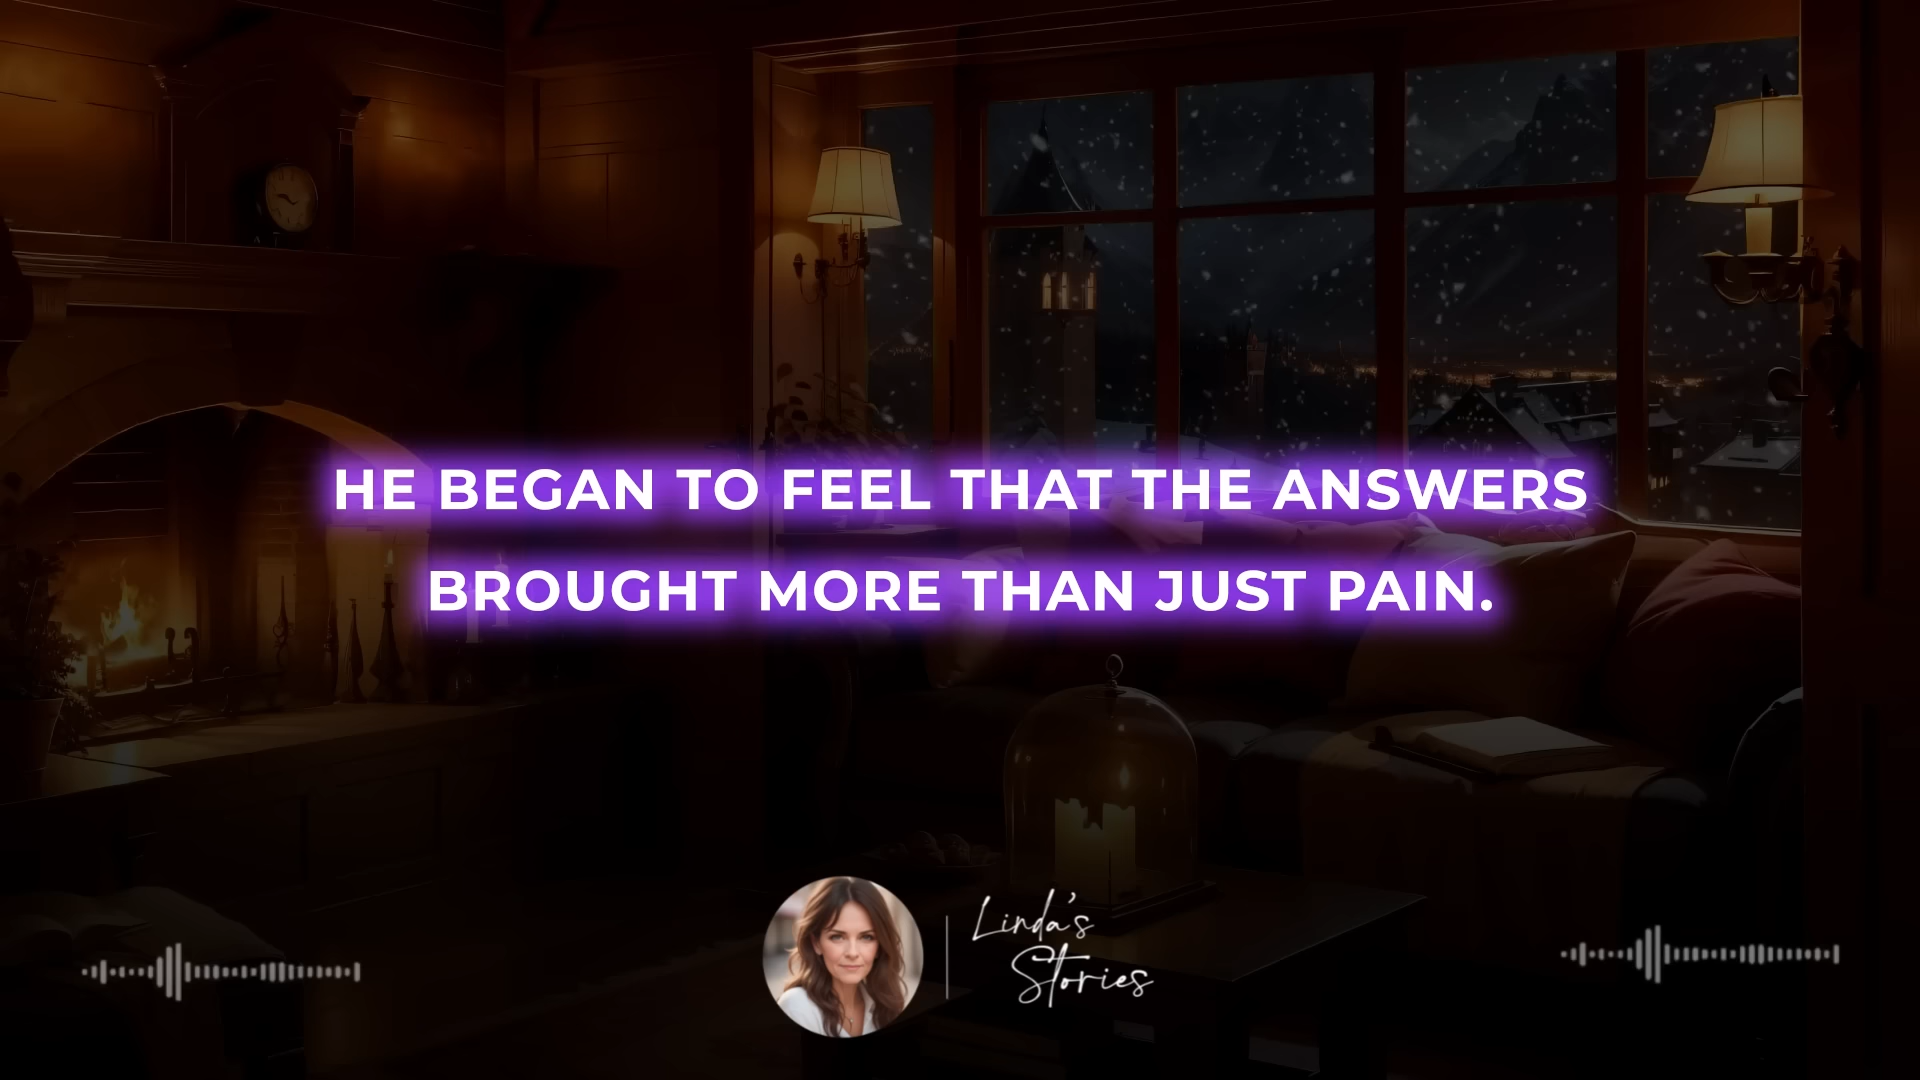 HE BEGAN TO FEEL THAT THE ANSWERS
BROUGHT MORE THAN JUST PAIN.
Linda's
Stories